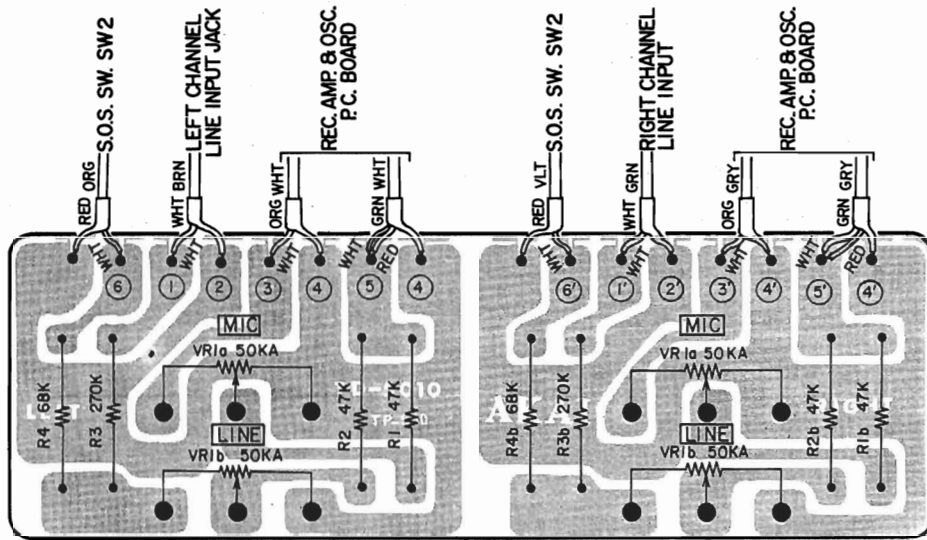 S.O.S. SW. SW2
LEFT CHANNEL
LINE INPUT JACK
REC. AMP. & OSC.
P.C. BOARD
S.O.S. SW. SW2
RIGHT CHANNEL
LINE INPUT
REC. AMP. & OSC.
P.C. BOARD
RED ORG
WHT BRN
ORG WHT
GRN WHT
RED VLT
WHT GRN
ORG GRY
GRN GRY
WHT
WHT
WHT
WHT
RED
WHT
WHT
WHT
WHT
RED
6 1 2 3 4 5 4
6' 1' 2' 3' 4' 5' 4'
MIC
VR1a 50KA
MIC
VR1a 50KA
R4 68K
R3 270K
R2 47K
R1 47K
R4b 68K
R3b 270K
R2b 47K
R1b 47K
LINE
VR1b 50KA
LINE
VR1b 50KA